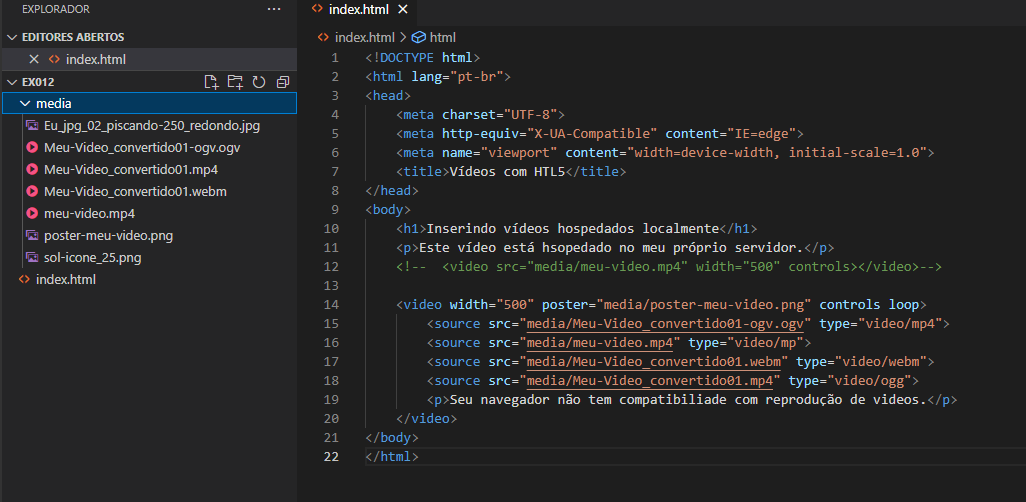 EXPLORADOR ···
EDITORES ABERTOS
index.html
EX012
media
Eu_jpg_02_piscando-250_redondo.jpg
Meu-Video_convertido01-ogv.ogv
Meu-Video_convertido01.mp4
Meu-Video_convertido01.webm
meu-video.mp4
poster-meu-video.png
sol-icone_25.png
index.html
index.html
index.html > html
1 <!DOCTYPE html>
2 <html lang="pt-br">
3 <head>
4 <meta charset="UTF-8">
5 <meta http-equiv="X-UA-Compatible" content="IE=edge">
6 <meta name="viewport" content="width=device-width, initial-scale=1.0">
7 <title>Vídeos com HTL5</title>
8 </head>
9 <body>
10 <h1>Inserindo vídeos hospedados localmente</h1>
11 <p>Este vídeo está hsopedado no meu próprio servidor.</p>
12 <!-- <video src="media/meu-video.mp4" width="500" controls></video>-->
13
14 <video width="500" poster="media/poster-meu-video.png" controls loop>
15 <source src="media/Meu-Video_convertido01-ogv.ogv" type="video/mp4">
16 <source src="media/meu-video.mp4" type="video/mp">
17 <source src="media/Meu-Video_convertido01.webm" type="video/webm">
18 <source src="media/Meu-Video_convertido01.mp4" type="video/ogg">
19 <p>Seu navegador não tem compatibiliade com reprodução de videos.</p>
20 </video>
21 </body>
22 </html>